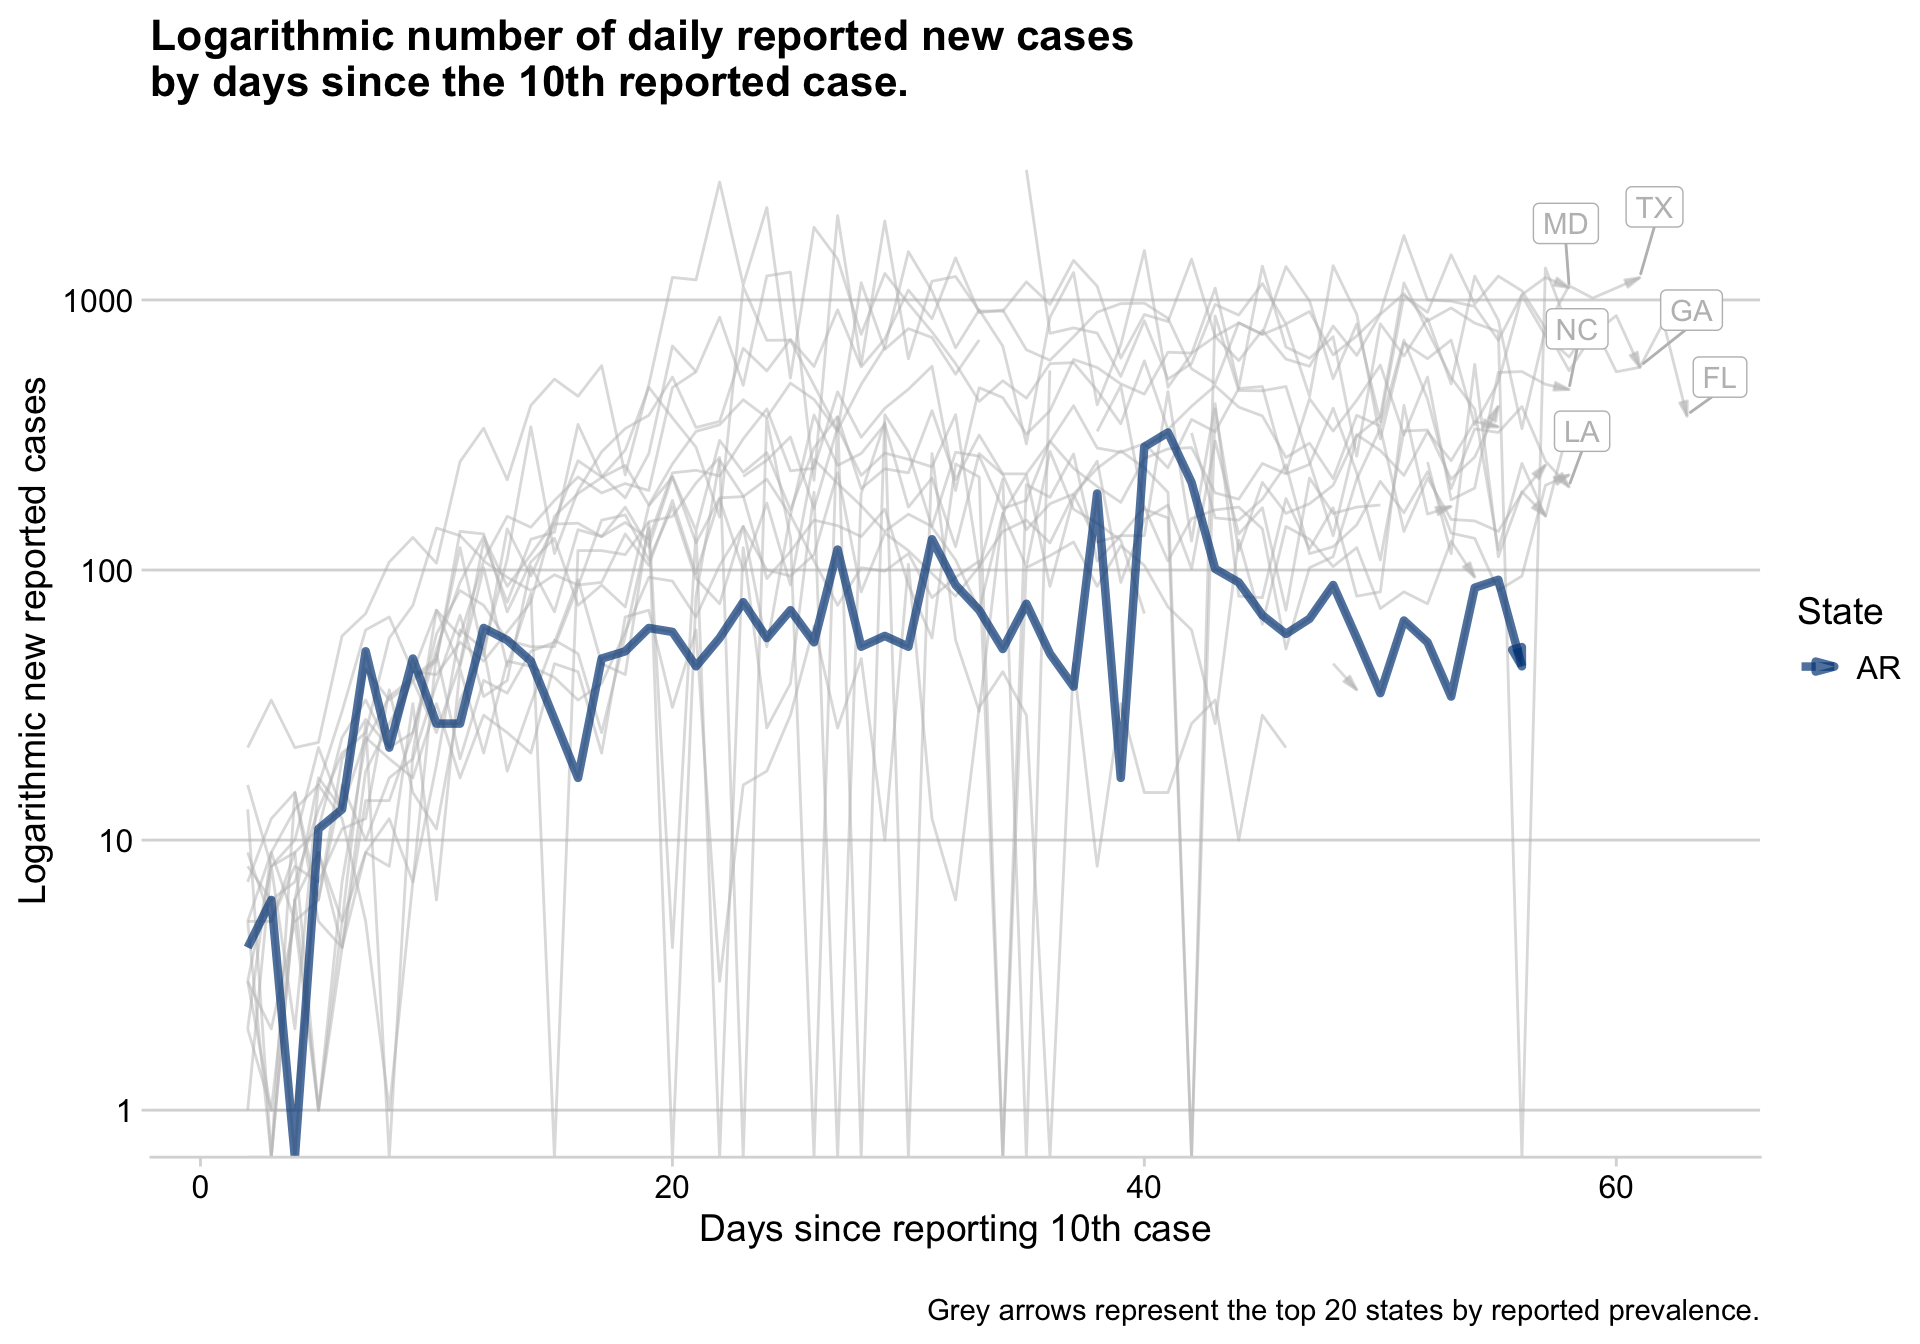 Logarithmic number of daily reported new cases
by days since the 10th reported case.
Logarithmic new reported cases
1000
100
10
1
MD
TX
NC
GA
FL
LA
State
AR
0
20
40
60
Days since reporting 10th case
Grey arrows represent the top 20 states by reported prevalence.